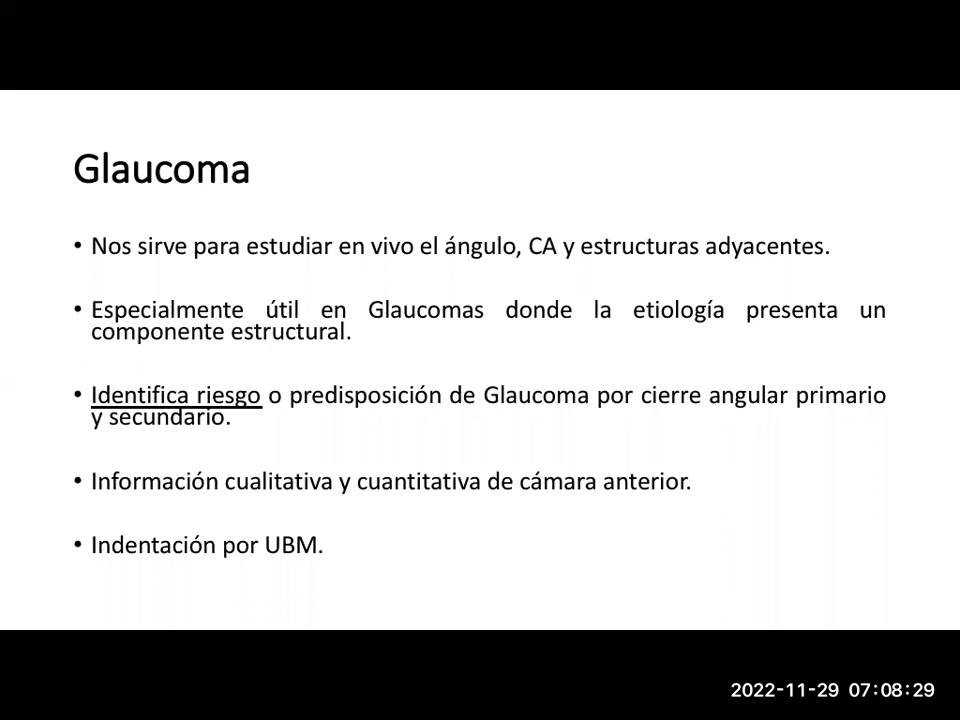 Glaucoma
• Nos sirve para estudiar en vivo el ángulo, CA y estructuras adyacentes.
• Especialmente útil en Glaucomas donde la etiología presenta un
componente estructural.
• Identifica riesgo o predisposición de Glaucoma por cierre angular primario
y secundario.
• Información cualitativa y cuantitativa de cámara anterior.
• Indentación por UBM.
2022-11-29 07:08:29